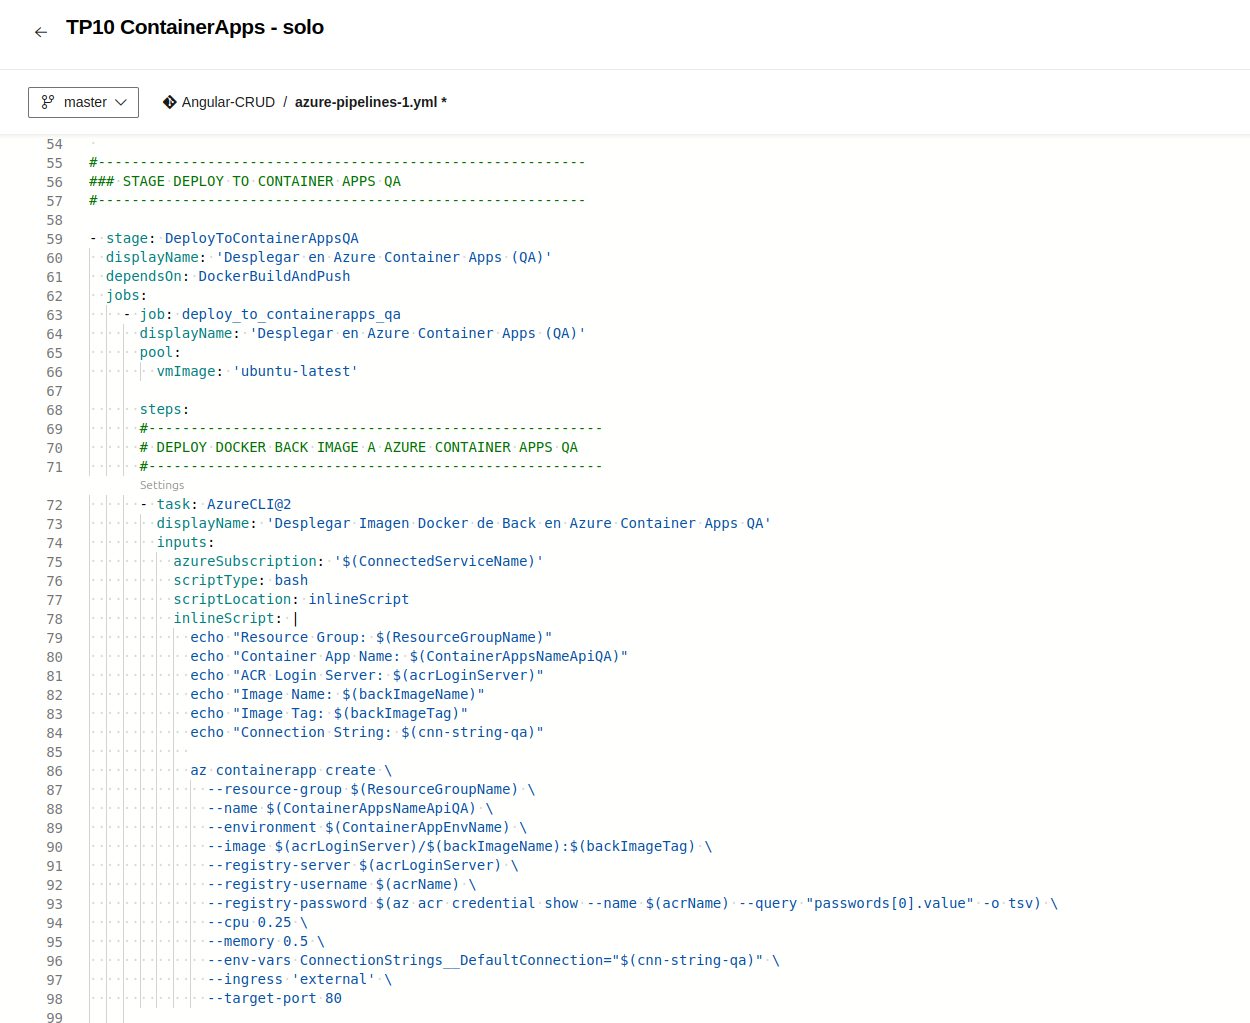 ← TP10 ContainerApps - solo
master Angular-CRUD / azure-pipelines-1.yml *
54
55 #----------------------------------------------------------
56 ### STAGE DEPLOY TO CONTAINER APPS QA
57 #----------------------------------------------------------
58
59 - stage: DeployToContainerAppsQA
60   displayName: 'Desplegar en Azure Container Apps (QA)'
61   dependsOn: DockerBuildAndPush
62   jobs:
63     - job: deploy_to_containerapps_qa
64       displayName: 'Desplegar en Azure Container Apps (QA)'
65       pool:
66         vmImage: 'ubuntu-latest'
67
68       steps:
69       #------------------------------------------------------
70       # DEPLOY DOCKER BACK IMAGE A AZURE CONTAINER APPS QA
71       #------------------------------------------------------
Settings
72       - task: AzureCLI@2
73         displayName: 'Desplegar Imagen Docker de Back en Azure Container Apps QA'
74         inputs:
75           azureSubscription: '$(ConnectedServiceName)'
76           scriptType: bash
77           scriptLocation: inlineScript
78           inlineScript: |
79             echo "Resource Group: $(ResourceGroupName)"
80             echo "Container App Name: $(ContainerAppsNameApiQA)"
81             echo "ACR Login Server: $(acrLoginServer)"
82             echo "Image Name: $(backImageName)"
83             echo "Image Tag: $(backImageTag)"
84             echo "Connection String: $(cnn-string-qa)"
85
86             az containerapp create \
87               --resource-group $(ResourceGroupName) \
88               --name $(ContainerAppsNameApiQA) \
89               --environment $(ContainerAppEnvName) \
90               --image $(acrLoginServer)/$(backImageName):$(backImageTag) \
91               --registry-server $(acrLoginServer) \
92               --registry-username $(acrName) \
93               --registry-password $(az acr credential show --name $(acrName) --query "passwords[0].value" -o tsv) \
94               --cpu 0.25 \
95               --memory 0.5 \
96               --env-vars ConnectionStrings__DefaultConnection="$(cnn-string-qa)" \
97               --ingress 'external' \
98               --target-port 80
99